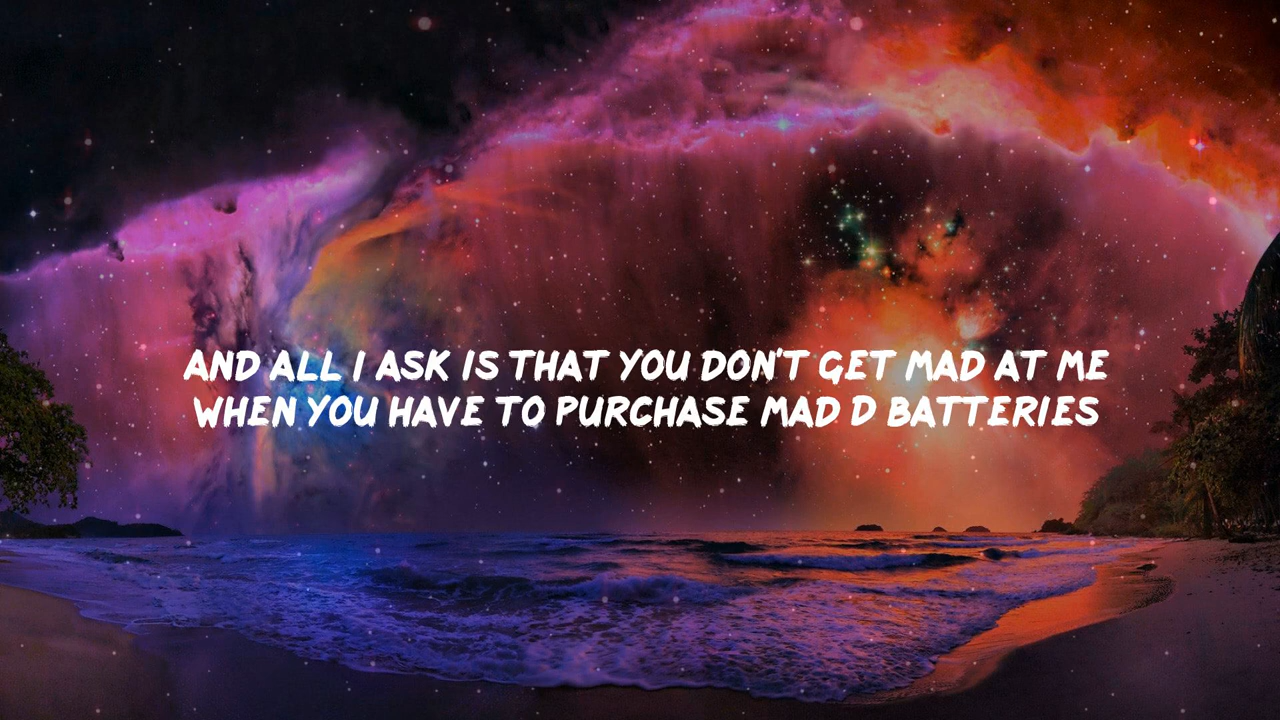 AND ALL I ASK IS THAT YOU DON'T GET MAD AT ME
WHEN YOU HAVE TO PURCHASE MAD D BATTERIES